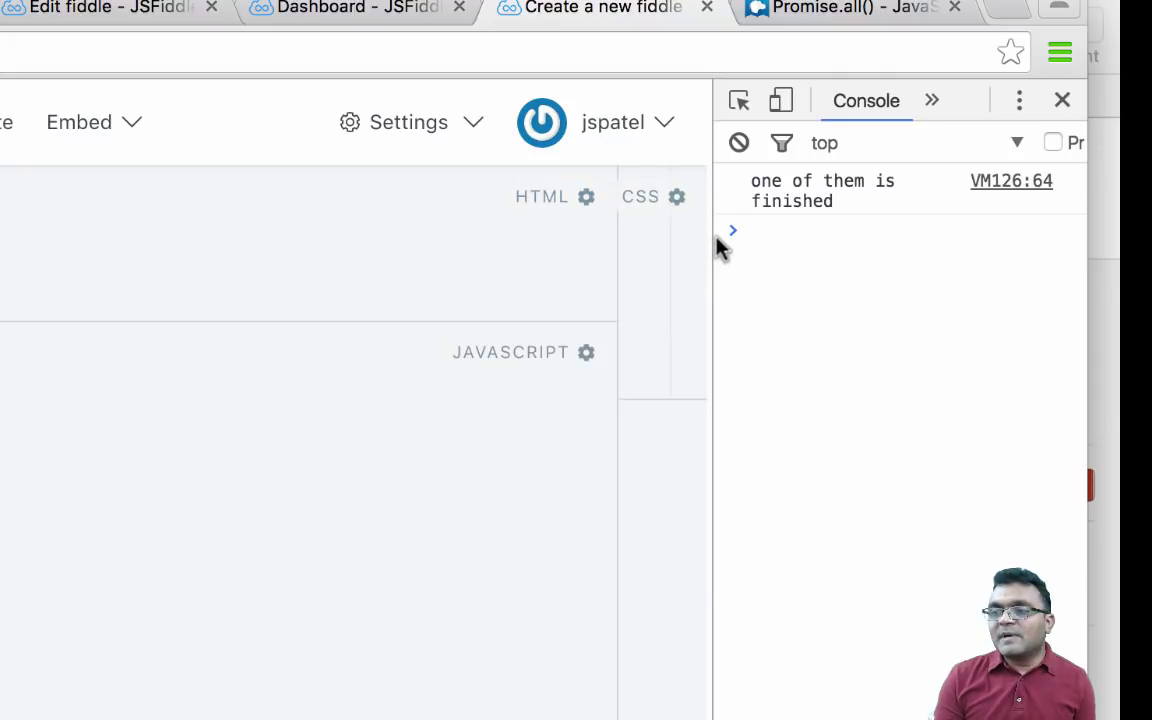 Edit fiddle - JSFiddl
Dashboard - JSFiddl
Create a new fiddle
Promise.all() - JavaS
nt
te
Embed
Settings
jspatel
Console
top
Pr
HTML
CSS
one of them is
finished
VM126:64
JAVASCRIPT